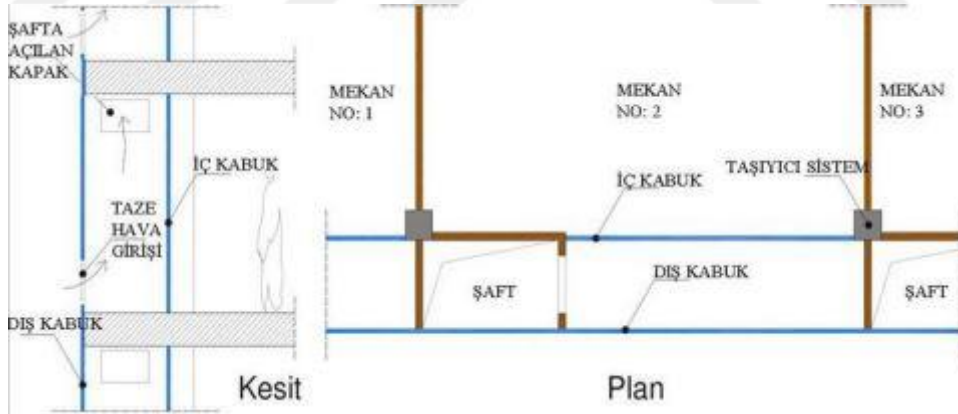 ŞAFTA
AÇILAN
KAPAK
İÇ KABUK
TAZE
HAVA
GİRİŞİ
DIŞ KABUK
Kesit
MEKAN
NO: 1
MEKAN
NO: 2
MEKAN
NO: 3
TAŞIYICI SİSTEM
İÇ KABUK
DIŞ KABUK
ŞAFT
ŞAFT
Plan